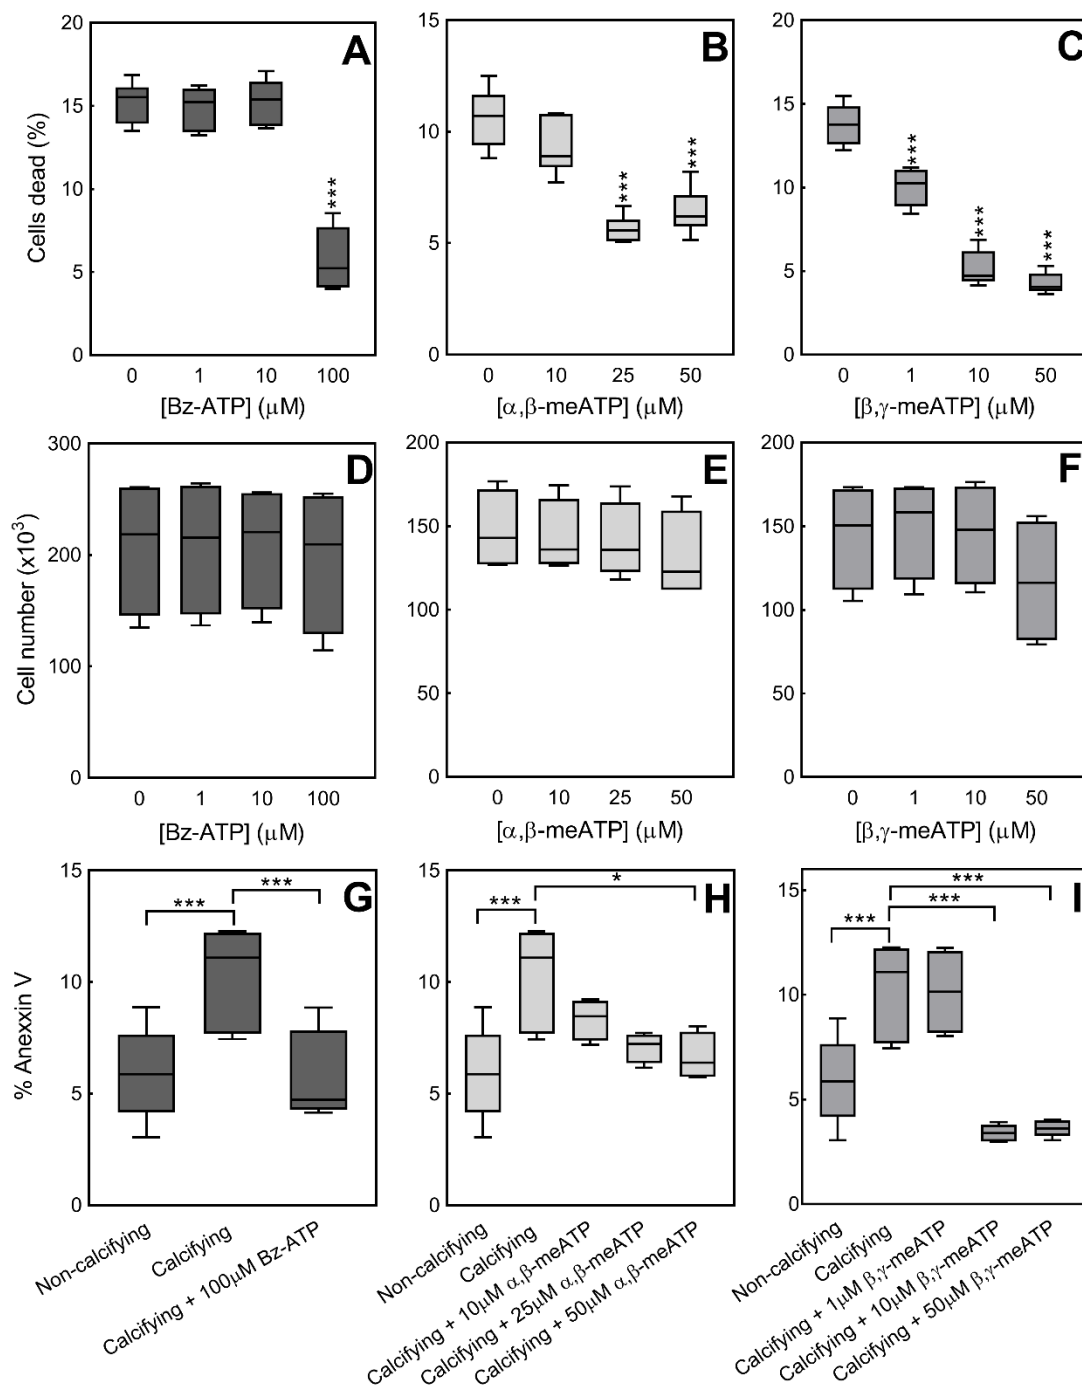 A
B
C
Cells dead (%)
20
15
10
5
0
***
0 1 10 100
[Bz-ATP] (μM)
15
10
5
0
***
***
0 10 25 50
[α,β-meATP] (μM)
20
15
10
5
0
***
***
***
0 1 10 50
[β,γ-meATP] (μM)
D
E
F
Cell number (x10³)
300
200
100
0
0 1 10 100
[Bz-ATP] (μM)
200
150
100
50
0
0 10 25 50
[α,β-meATP] (μM)
200
150
100
50
0
0 1 10 50
[β,γ-meATP] (μM)
G
H
I
% Anexxin V
15
10
5
0
***
***
Non-calcifying
Calcifying
Calcifying + 100μM Bz-ATP
15
10
5
0
***
*
Non-calcifying
Calcifying
Calcifying + 10μM α,β-meATP
Calcifying + 25μM α,β-meATP
Calcifying + 50μM α,β-meATP
15
10
5
0
***
***
***
Non-calcifying
Calcifying
Calcifying + 1μM β,γ-meATP
Calcifying + 10μM β,γ-meATP
Calcifying + 50μM β,γ-meATP